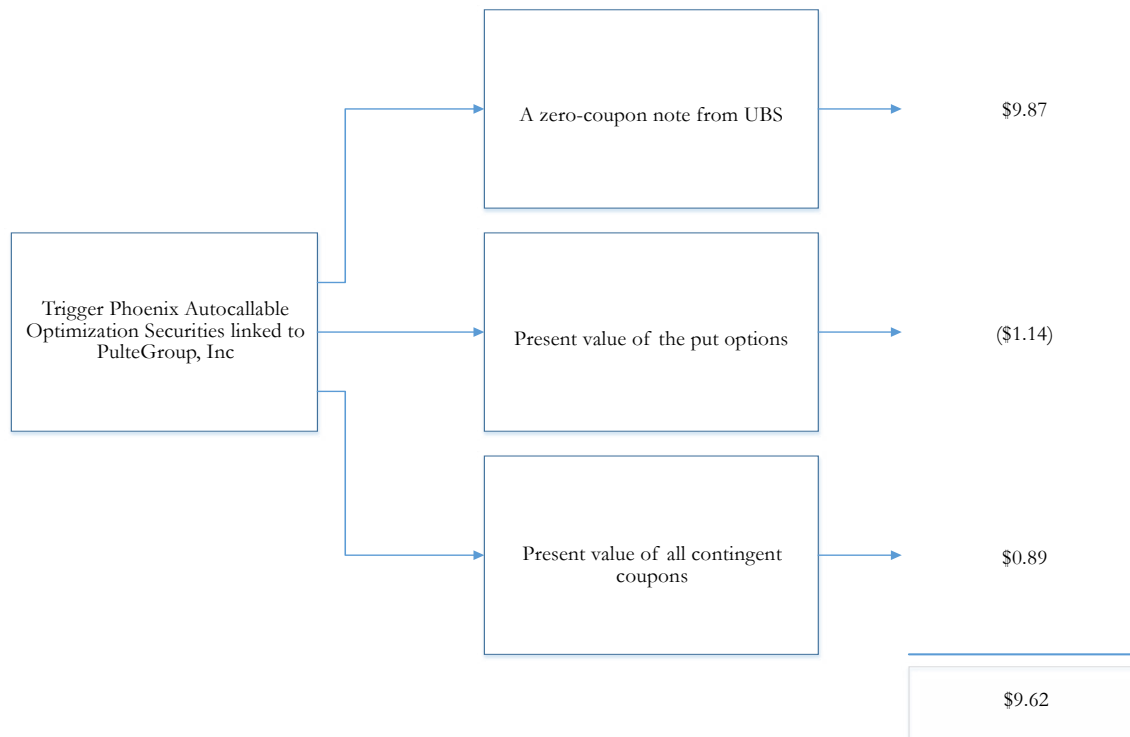 A zero-coupon note from UBS
$9.87
Trigger Phoenix Autocallable
Optimization Securities linked to
PulteGroup, Inc
Present value of the put options
($1.14)
Present value of all contingent
coupons
$0.89
$9.62